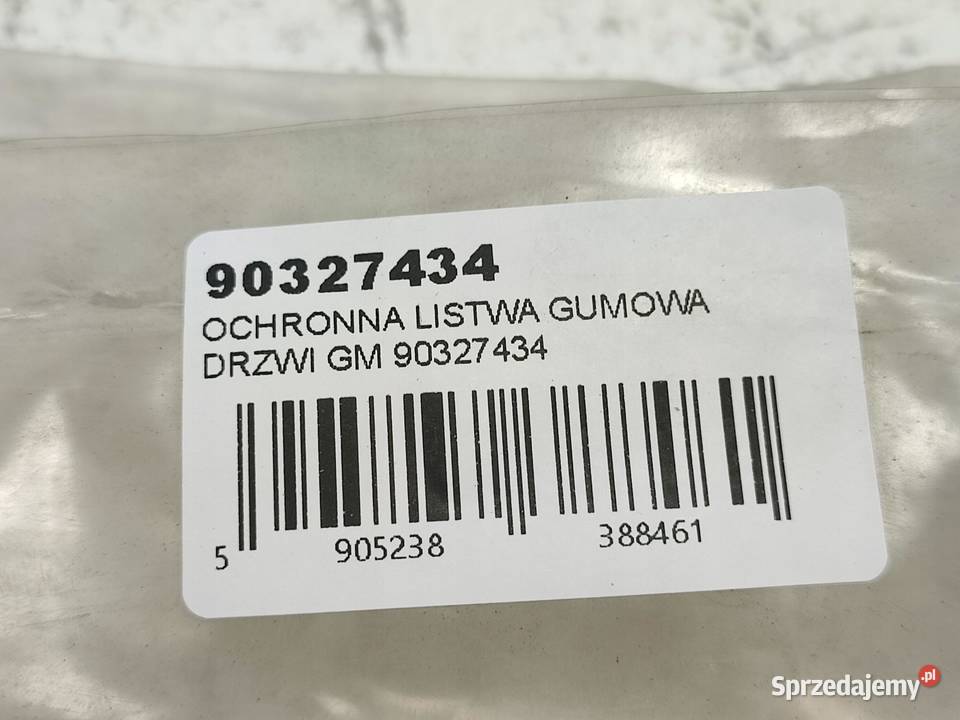 90327434
OCHRONNA LISTWA GUMOWA
DRZWI GM 90327434
5 905238 388461
Sprzedajemy.pl